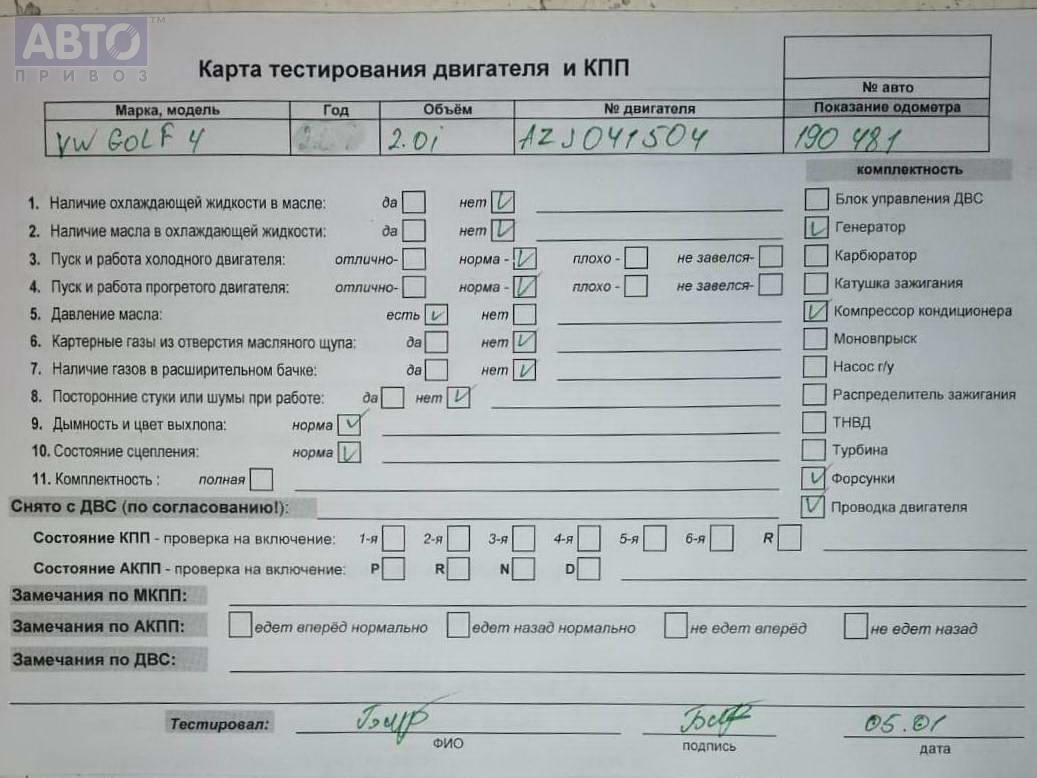 АВТО™
ПРИВОЗ
Карта тестирования двигателя и КПП
№ авто
Марка, модель Год Объём № двигателя Показание одометра
VW GOLF 4 2.0i AZJ041504 190 481
комплектность
1. Наличие охлаждающей жидкости в масле: да нет
Блок управления ДВС
2. Наличие масла в охлаждающей жидкости: да нет
Генератор
3. Пуск и работа холодного двигателя: отлично- норма - плохо - не завелся-
Карбюратор
4. Пуск и работа прогретого двигателя: отлично- норма - плохо - не завелся-
Катушка зажигания
5. Давление масла: есть нет
Компрессор кондиционера
6. Картерные газы из отверстия масляного щупа: да нет
Моновпрыск
7. Наличие газов в расширительном бачке: да нет
Насос г/у
8. Посторонние стуки или шумы при работе: да нет
Распределитель зажигания
9. Дымность и цвет выхлопа: норма
ТНВД
10. Состояние сцепления: норма
Турбина
11. Комплектность : полная
Форсунки
Снято с ДВС (по согласованию!):
Проводка двигателя
Состояние КПП - проверка на включение: 1-я 2-я 3-я 4-я 5-я 6-я R
Состояние АКПП - проверка на включение: P R N D
Замечания по МКПП:
Замечания по АКПП: едет вперёд нормально едет назад нормально не едет вперёд не едет назад
Замечания по ДВС:
Тестировал: 05.01
ФИО подпись дата